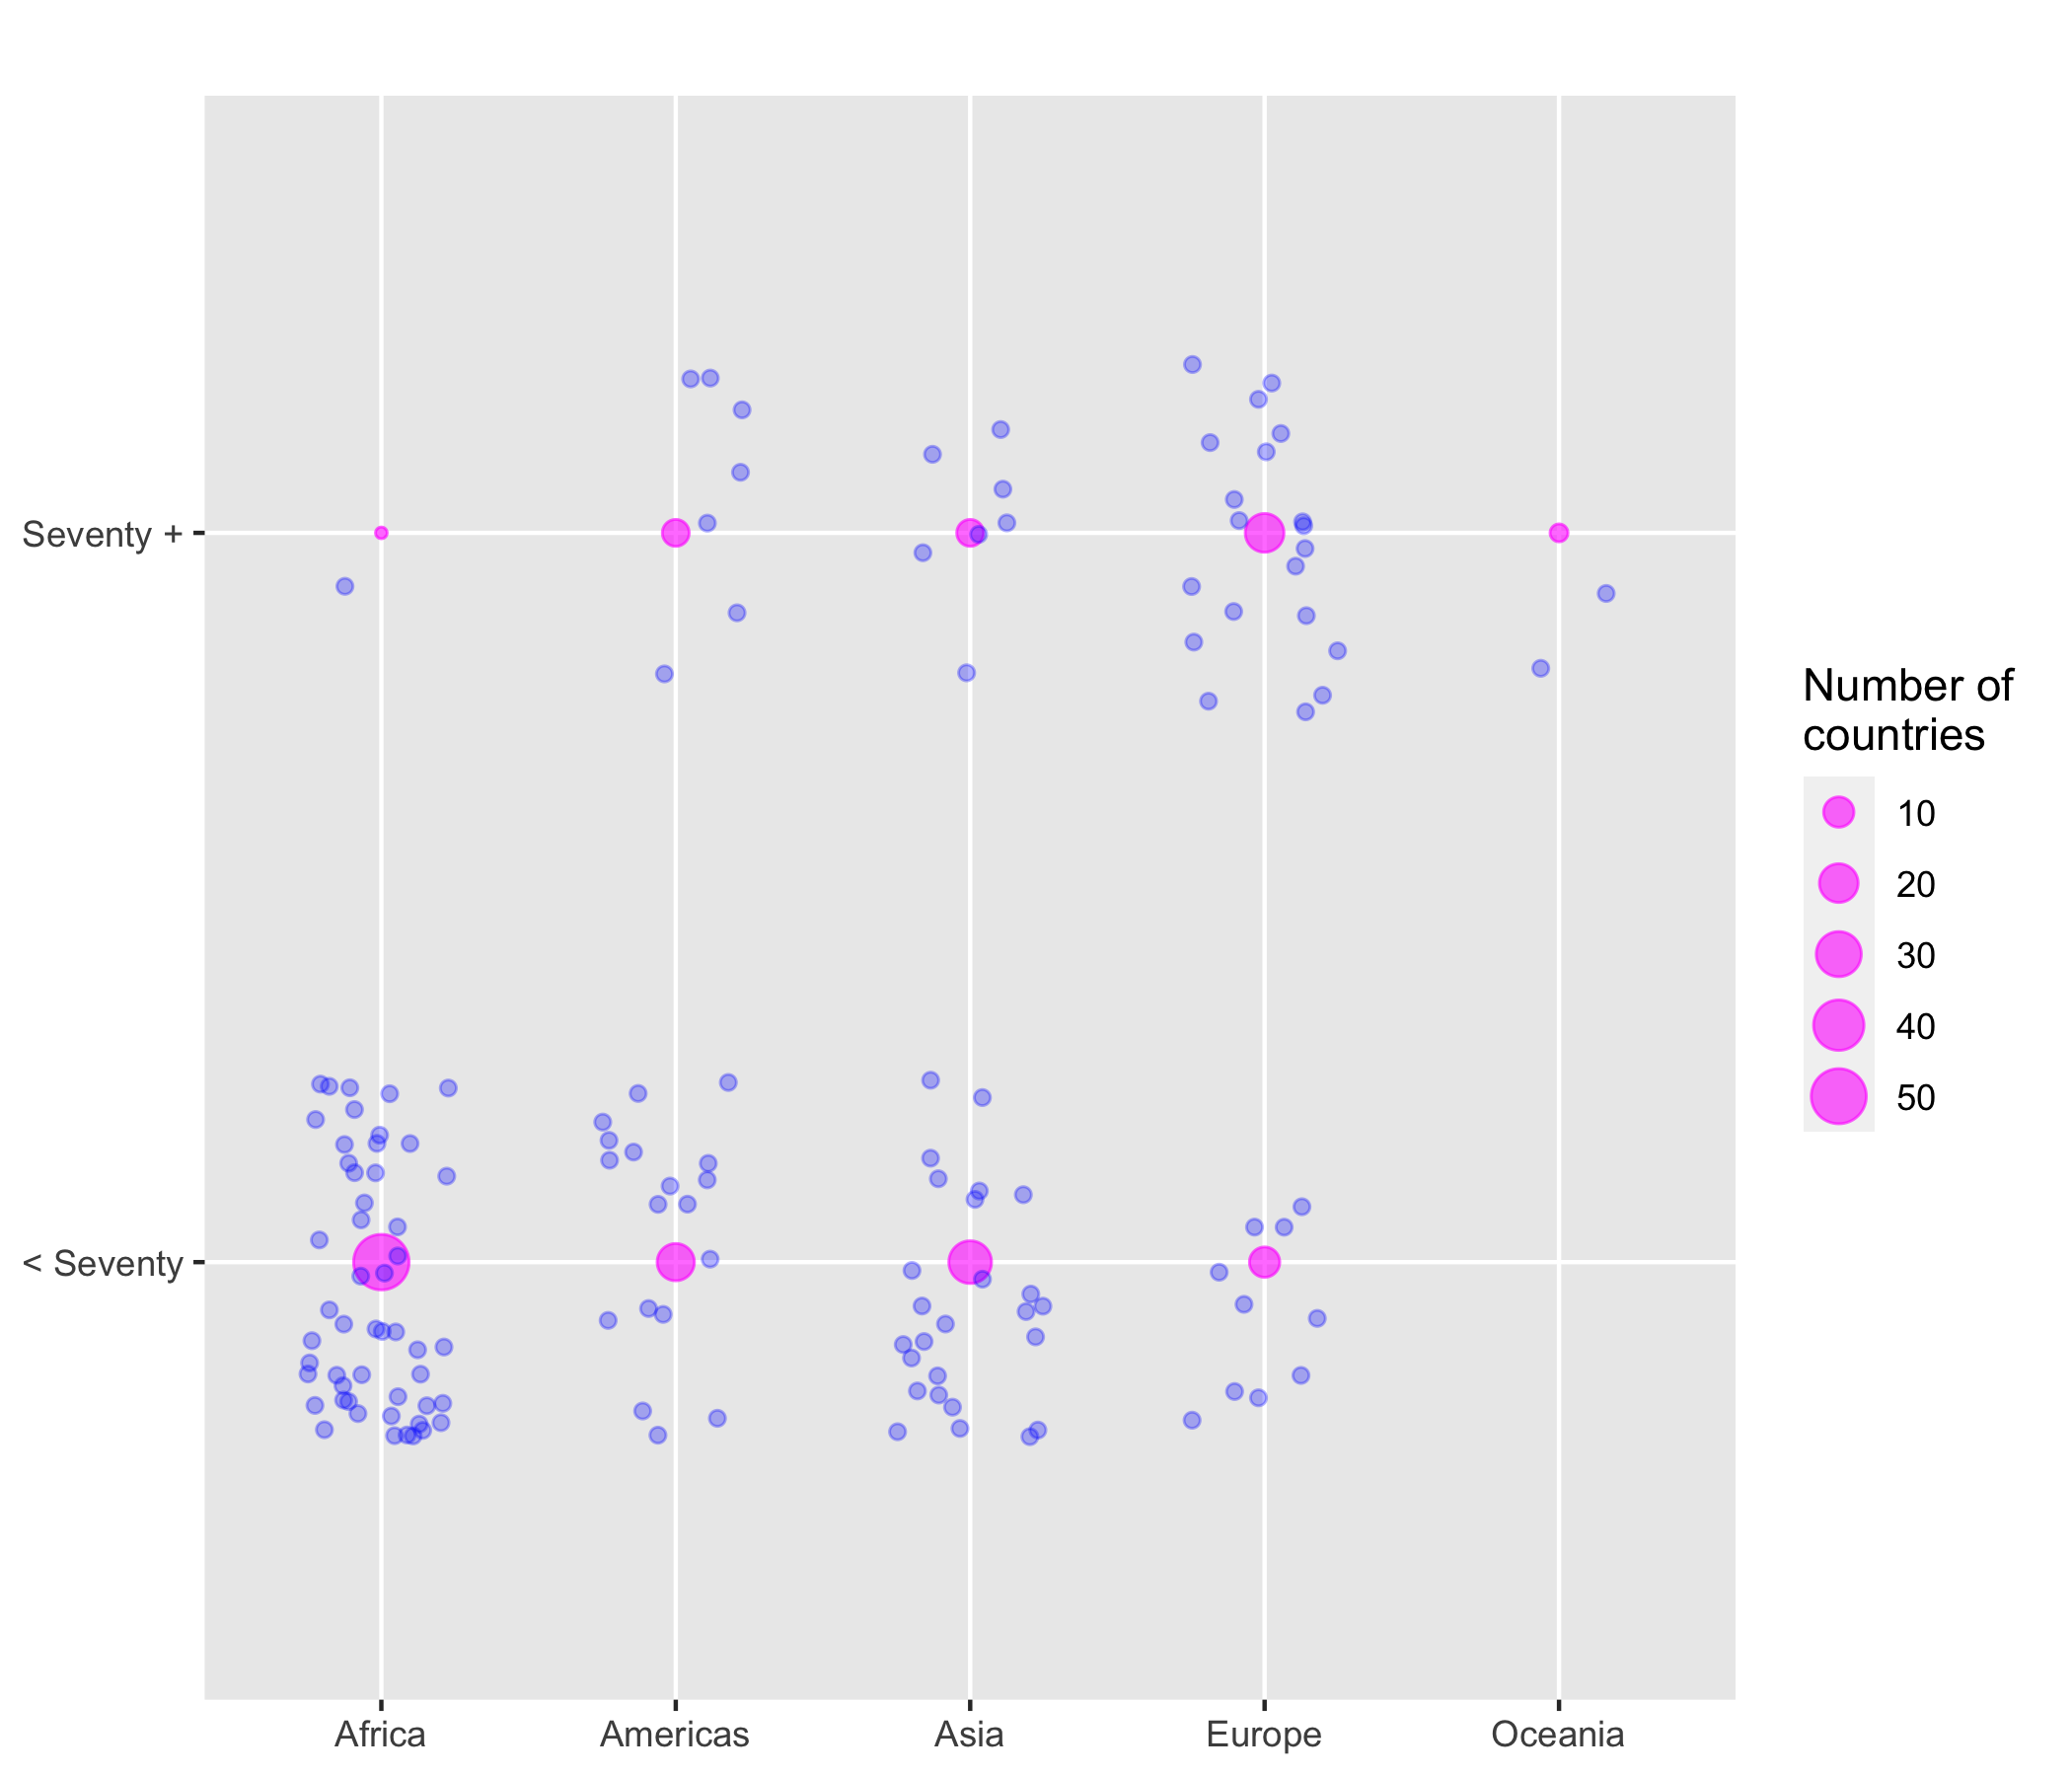 Seventy +
< Seventy
Africa
Americas
Asia
Europe
Oceania
Number of
countries
10
20
30
40
50